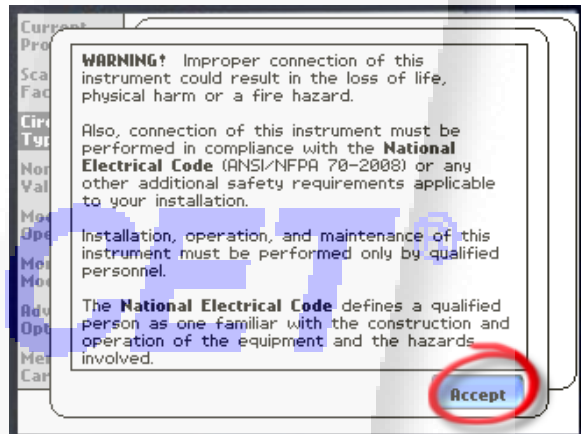 Current
WARNING! Improper connection of this
instrument could result in the loss of life,
physical harm or a fire hazard.
Also, connection of this instrument must be
performed in compliance with the National
Electrical Code (ANSI/NFPA 70-2008) or any
other additional safety requirements applicable
to your installation.
Installation, operation, and maintenance of this
instrument must be performed only by qualified
personnel.
The National Electrical Code defines a qualified
person as one familiar with the construction and
operation of the equipment and the hazards
involved.
Accept
CET®